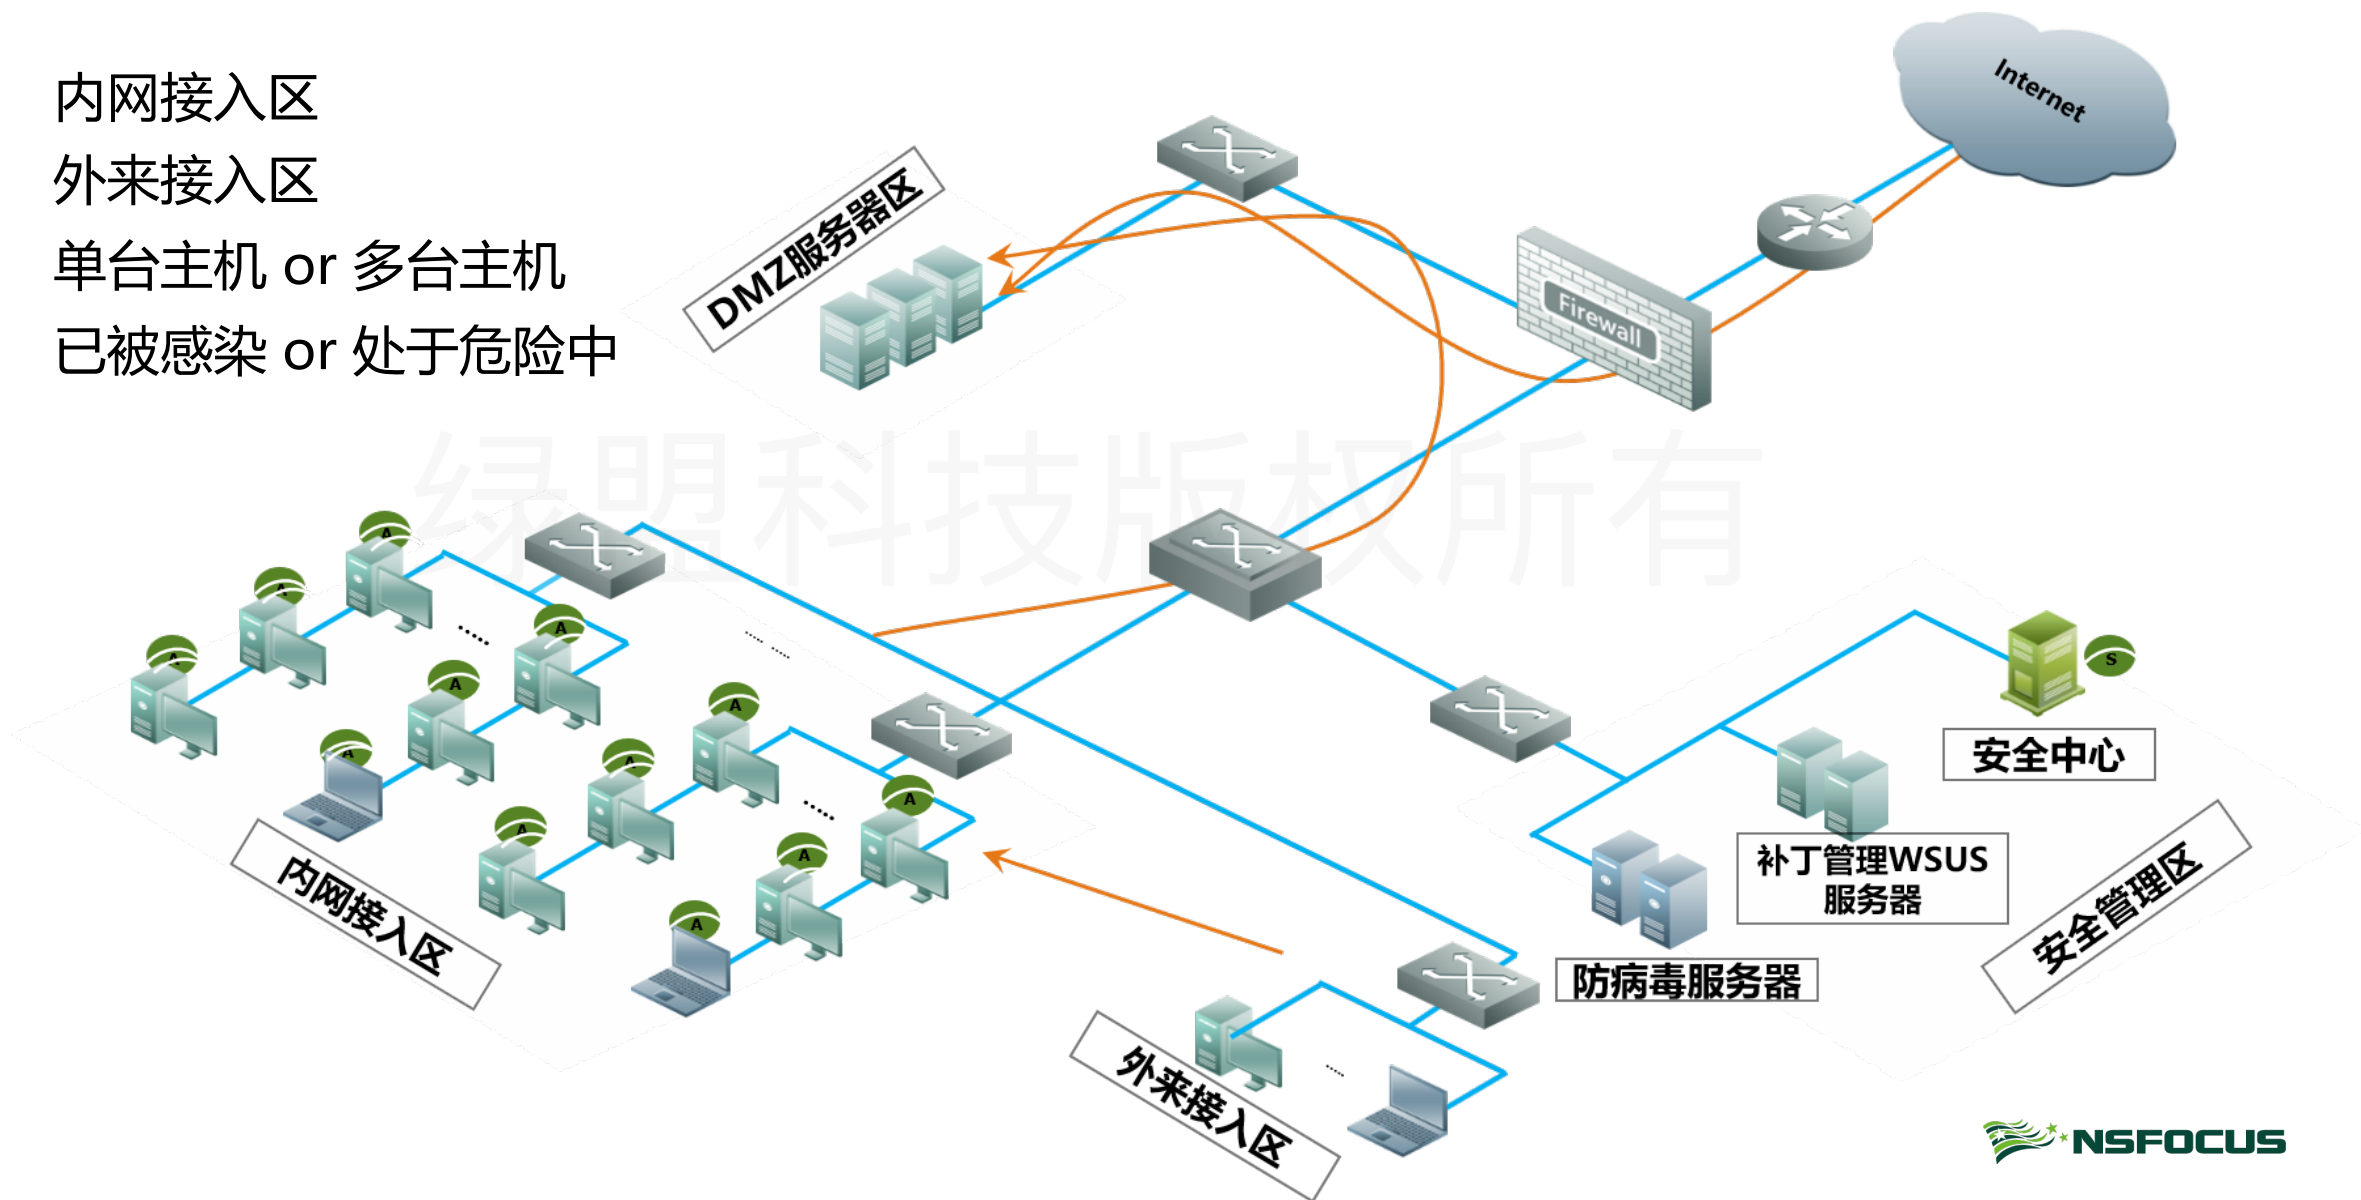 内网接入区
外来接入区
单台主机 or 多台主机
已被感染 or 处于危险中
Internet
DMZ服务器区
Firewall
绿盟科技版权所有
A
A
A
A
A
A
A
A
A
A
A
A
S
安全中心
补丁管理WSUS
服务器
防病毒服务器
安全管理区
内网接入区
外来接入区
NSFOCUS